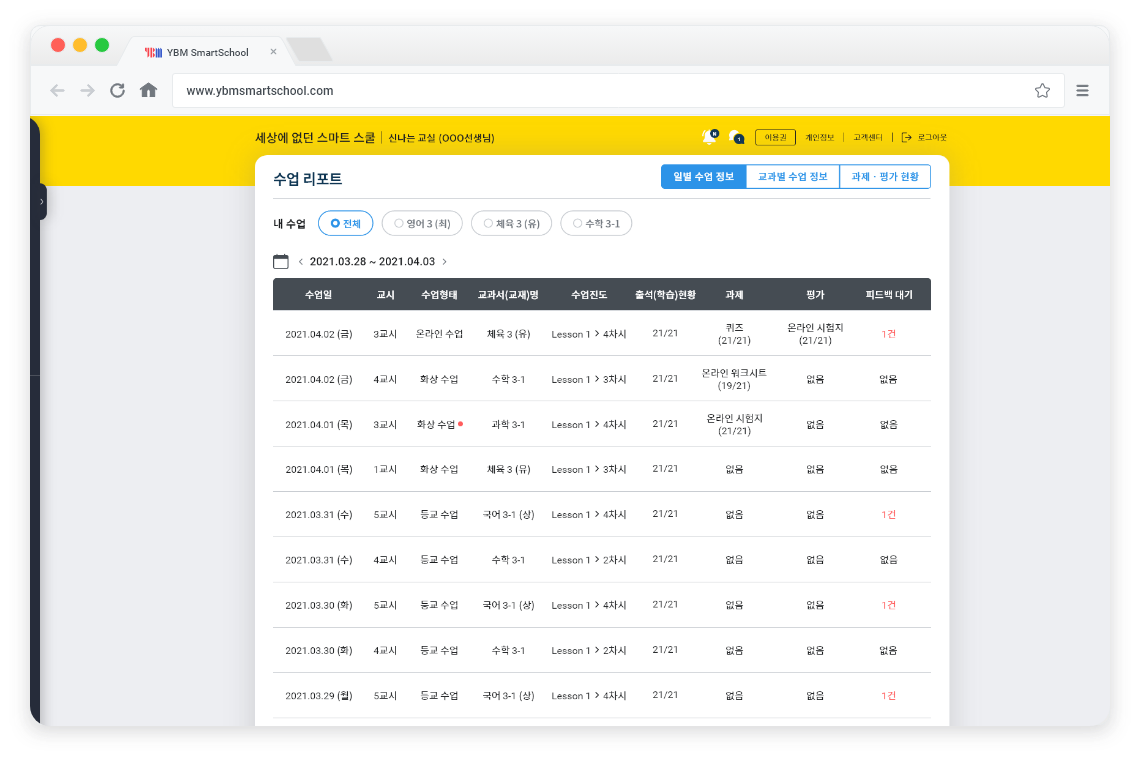 YBM YBM SmartSchool ×
www.ybmsmartschool.com
세상에 없던 스마트 스쿨 | 신나는 교실 (OOO선생님) N 1 이용권 개인정보 | 고객센터 | 로그아웃
수업 리포트 일별 수업 정보 교과별 수업 정보 과제 · 평가 현황
내 수업 전체 영어 3 (최) 체육 3 (유) 수학 3-1
< 2021.03.28 ~ 2021.04.03 >
수업일 교시 수업형태 교과서(교재)명 수업진도 출석(학습)현황 과제 평가 피드백 대기
2021.04.02 (금) 3교시 온라인 수업 체육 3 (유) Lesson 1 > 4차시 21/21 퀴즈 (21/21) 온라인 시험지 (21/21) 1건
2021.04.02 (금) 4교시 화상 수업 수학 3-1 Lesson 1 > 3차시 21/21 온라인 워크시트 (19/21) 없음 없음
2021.04.01 (목) 3교시 화상 수업 과학 3-1 Lesson 1 > 4차시 21/21 온리인 시험지 (21/21) 없음 없음
2021.04.01 (목) 1교시 화상 수업 체육 3 (유) Lesson 1 > 3차시 21/21 없음 없음 없음
2021.03.31 (수) 5교시 등교 수업 국어 3-1 (상) Lesson 1 > 4차시 21/21 없음 없음 1건
2021.03.31 (수) 4교시 등교 수업 수학 3-1 Lesson 1 > 2차시 21/21 없음 없음 없음
2021.03.30 (화) 5교시 등교 수업 국어 3-1 (상) Lesson 1 > 4차시 21/21 없음 없음 1건
2021.03.30 (화) 4교시 등교 수업 수학 3-1 Lesson 1 > 2차시 21/21 없음 없음 없음
2021.03.29 (월) 5교시 등교 수업 국어 3-1 (상) Lesson 1 > 4차시 21/21 없음 없음 1건